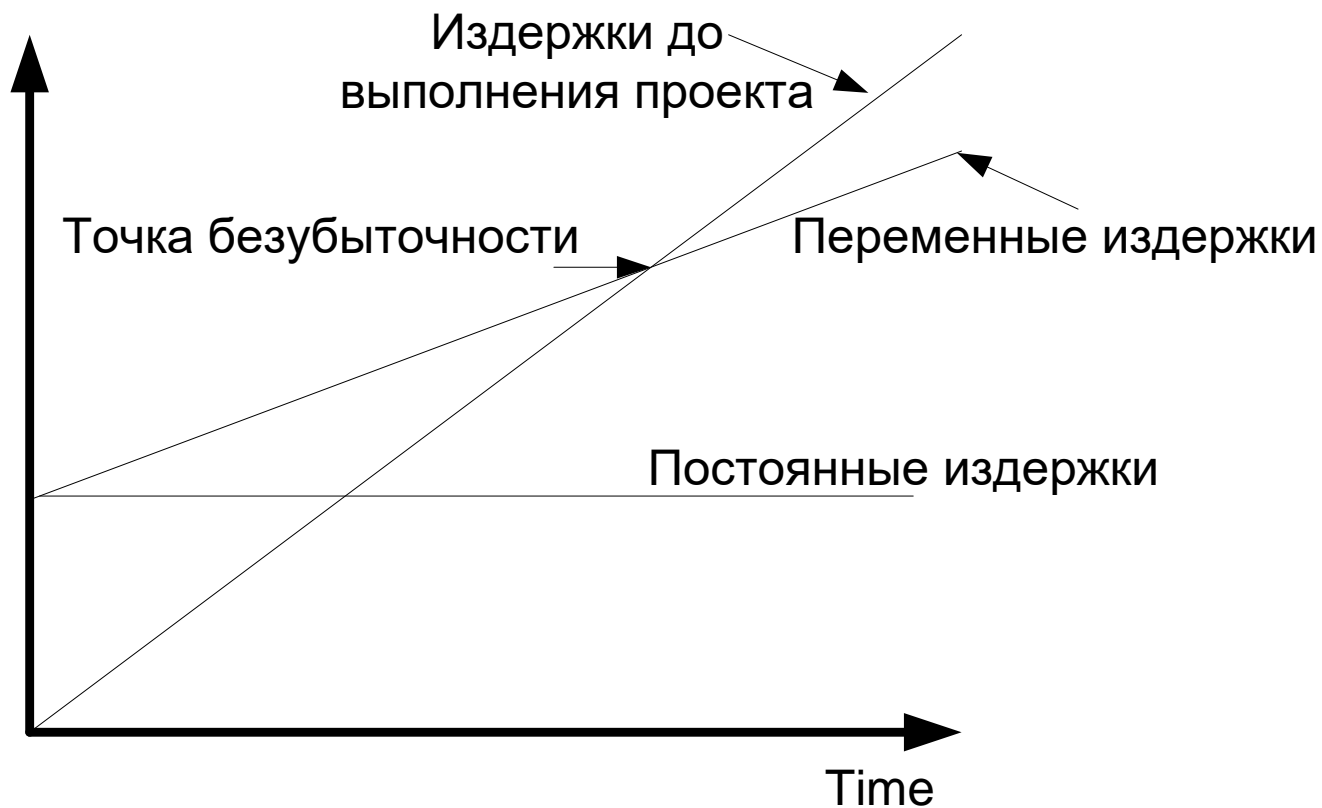 Издержки до
выполнения проекта
Точка безубыточности
Переменные издержки
Постоянные издержки
Time